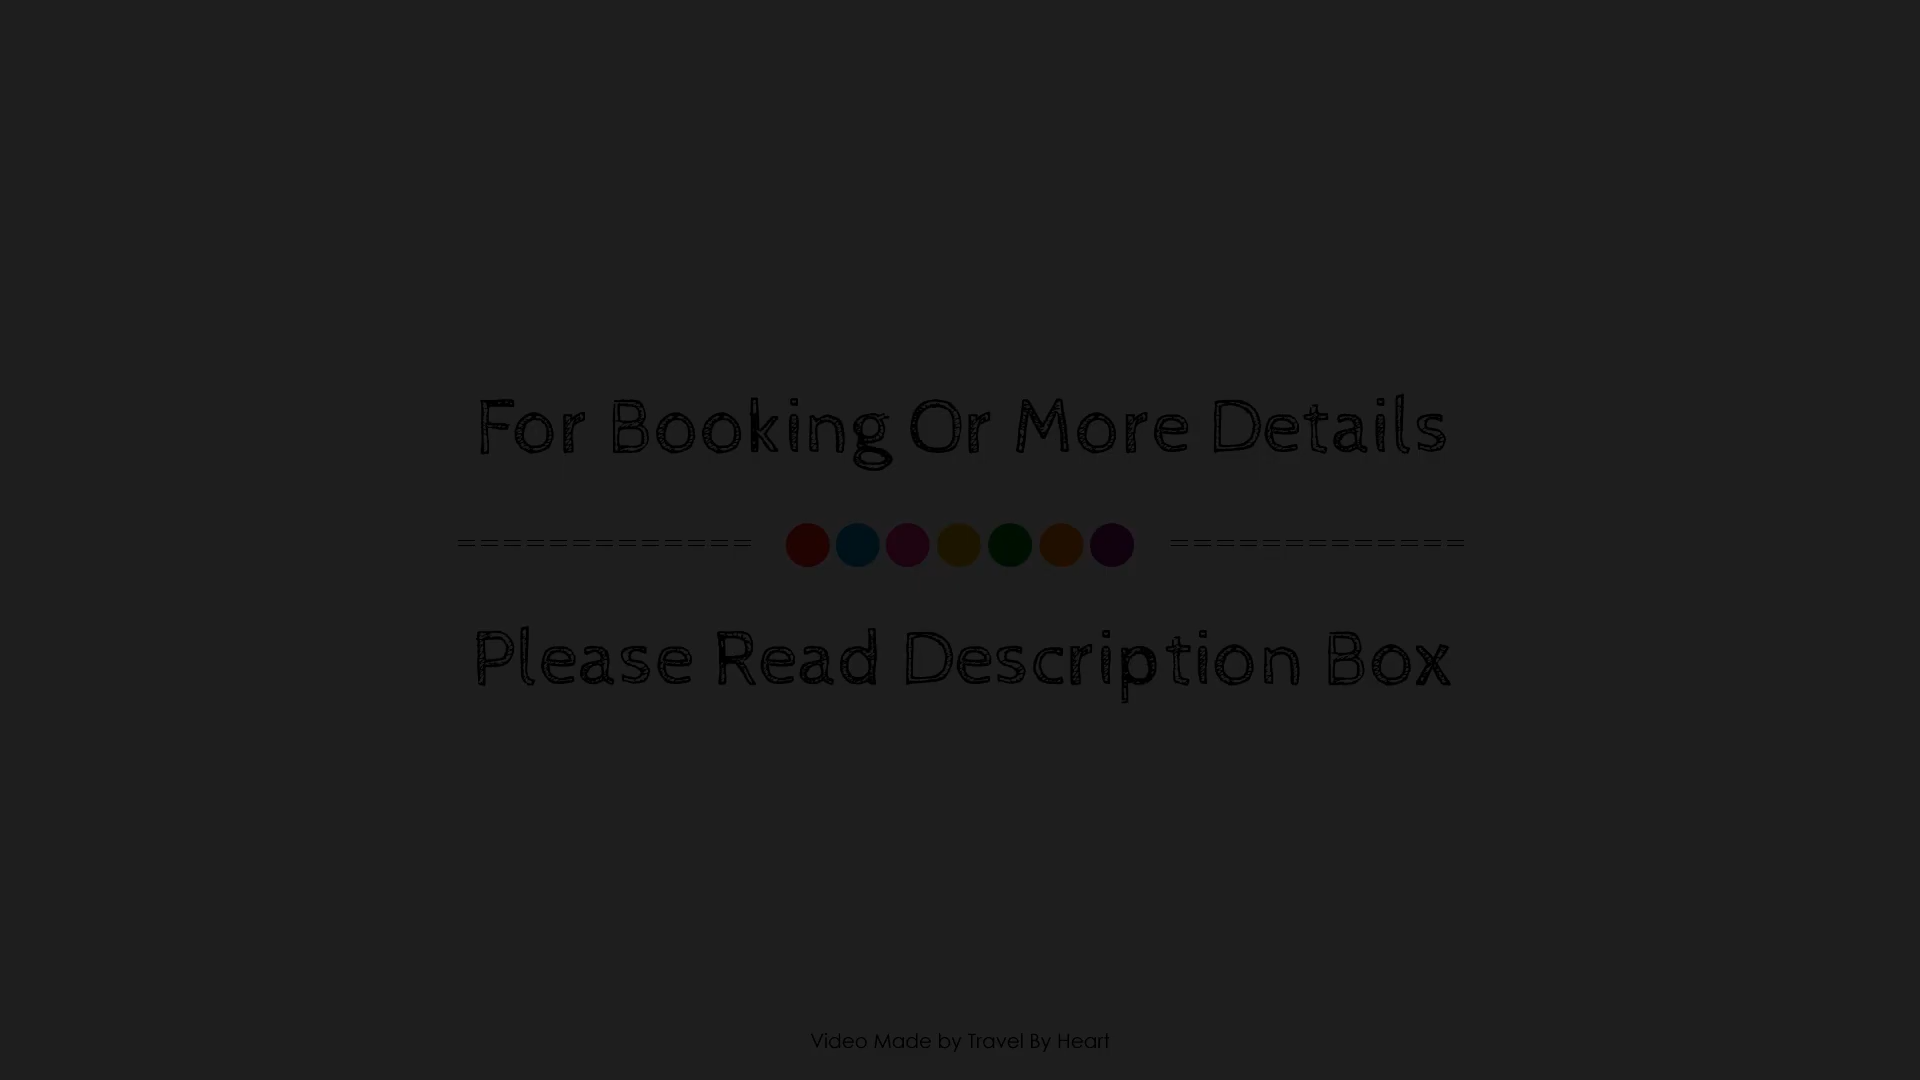 For Booking Or More Details
============= =============
Please Read Description Box
Video Made by Travel By Heart